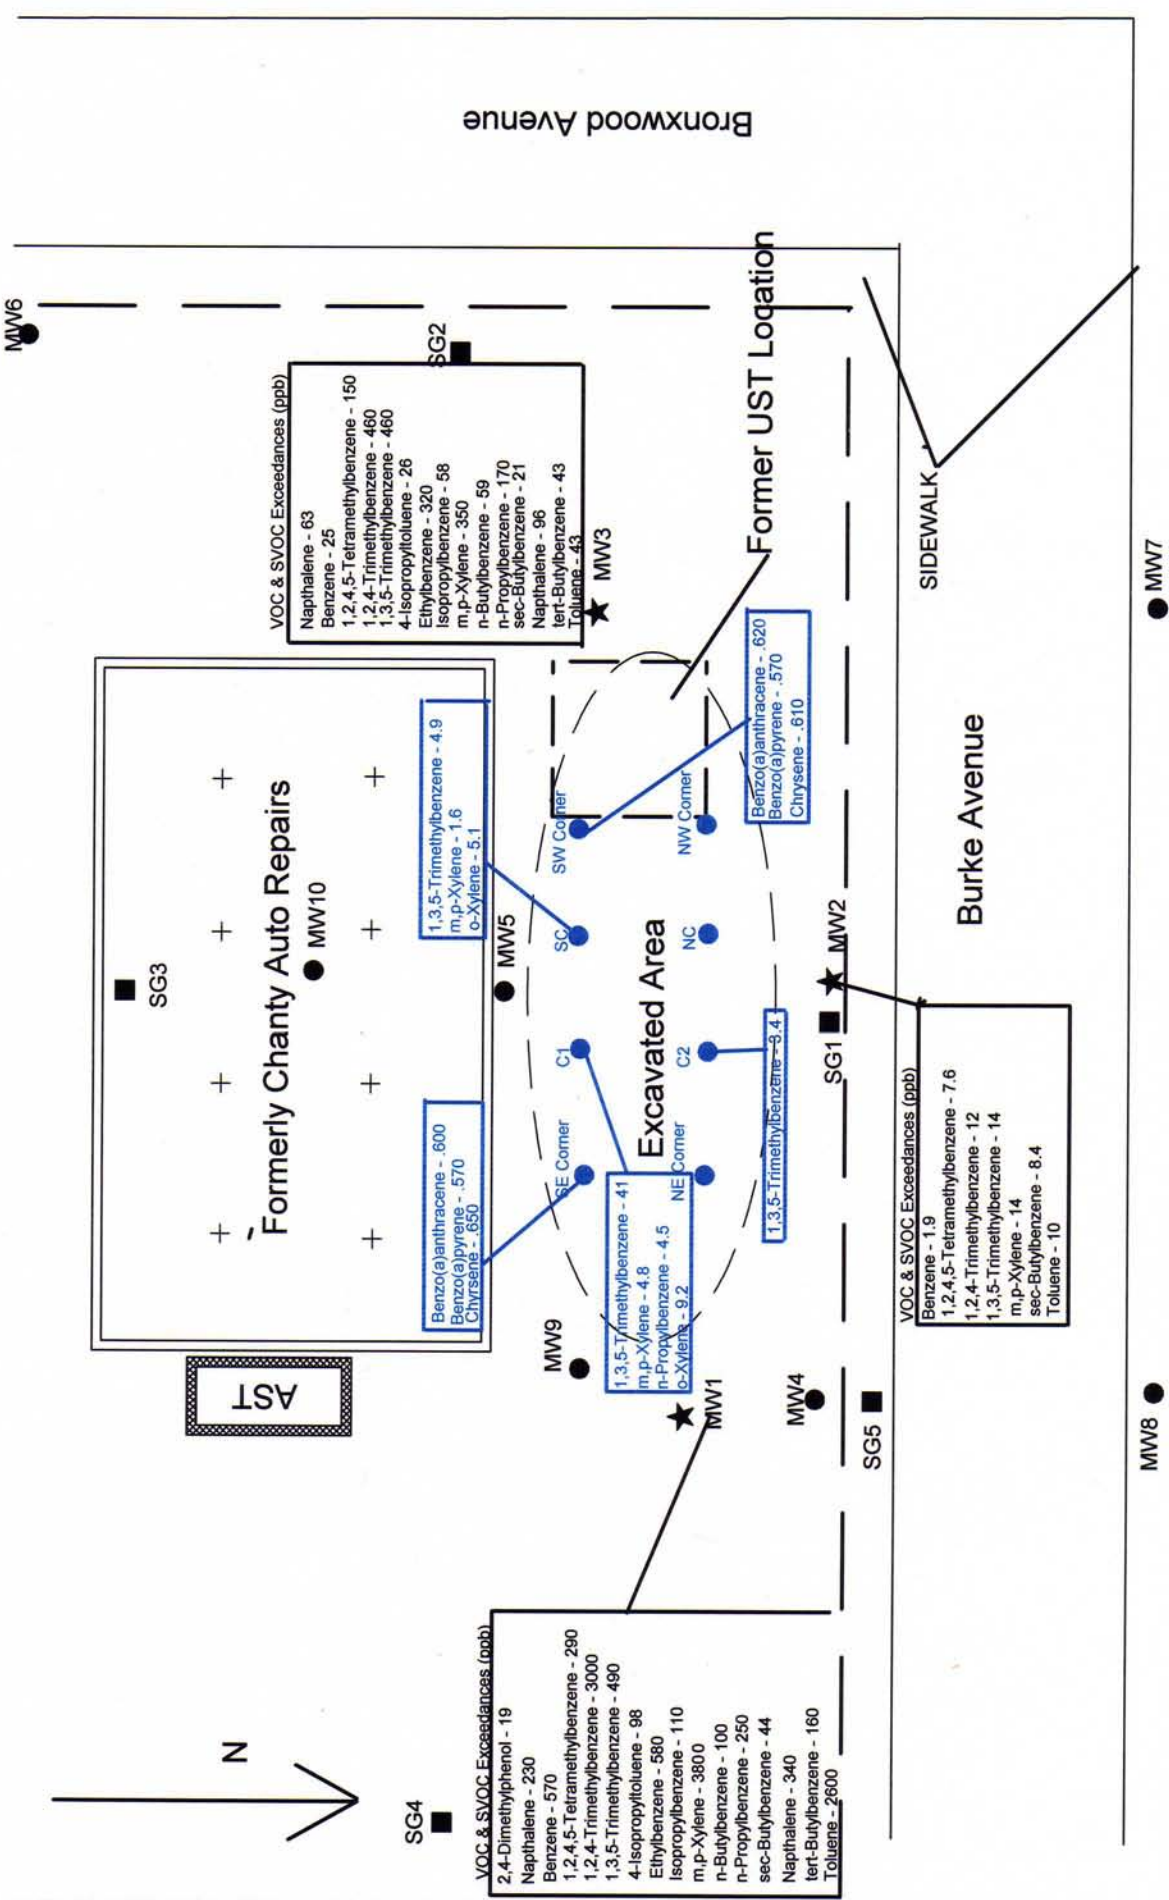 N
SG4
VOC & SVOC Exceedances (ppb)
2,4-Dimethylphenol - 19
Napthalene - 230
Benzene - 570
1,2,4,5-Tetramethylbenzene - 290
1,2,4-Trimethylbenzene - 3000
1,3,5-Trimethylbenzene - 490
4-Isopropyltoluene - 98
Ethylbenzene - 580
Isopropylbenzene - 110
m,p-Xylene - 3800
n-Butylbenzene - 100
n-Propylbenzene - 250
sec-Butylbenzene - 44
Napthalene - 340
tert-Butylbenzene - 160
Toluene - 2600
AST
SG3
Formerly Chanty Auto Repairs
MW10
MW6
VOC & SVOC Exceedances (ppb)
Napthalene - 63
Benzene - 25
1,2,4,5-Tetramethylbenzene - 150
1,2,4-Trimethylbenzene - 460
1,3,5-Trimethylbenzene - 460
4-Isopropyltoluene - 26
Ethylbenzene - 320
Isopropylbenzene - 58
m,p-Xylene - 350
n-Butylbenzene - 59
n-Propylbenzene - 170
sec-Butylbenzene - 21
Napthalene - 96
tert-Butylbenzene - 43
Toluene - 43
SG2
MW3
Bronxwood Avenue
Benzo(a)anthracene - .600
Benzo(a)pyrene - .570
Chyrsene - .650
1,3,5-Trimethylbenzene - 4.9
m,p-Xylene - 1.6
o-Xylene - 5.1
MW5
MW9
SE Corner
C1
SC
SW Corner
Excavated Area
1,3,5-Trimethylbenzene - 41
m,p-Xylene - 4.8
n-Propylbenzene - 4.5
o-Xylene - 9.2
NE Corner
C2
NC
NW Corner
MW1
1,3,5-Trimethylbenzene - 3.4
Benzo(a)anthracene - .620
Benzo(a)pyrene - .570
Chrysene - .610
Former UST Location
MW4
SG5
SG1
MW2
VOC & SVOC Exceedances (ppb)
Benzene - 1.9
1,2,4,5-Tetramethylbenzene - 7.6
1,2,4-Trimethylbenzene - 12
1,3,5-Trimethylbenzene - 14
m,p-Xylene - 14
sec-Butylbenzene - 8.4
Toluene - 10
SIDEWALK
Burke Avenue
MW8
MW7